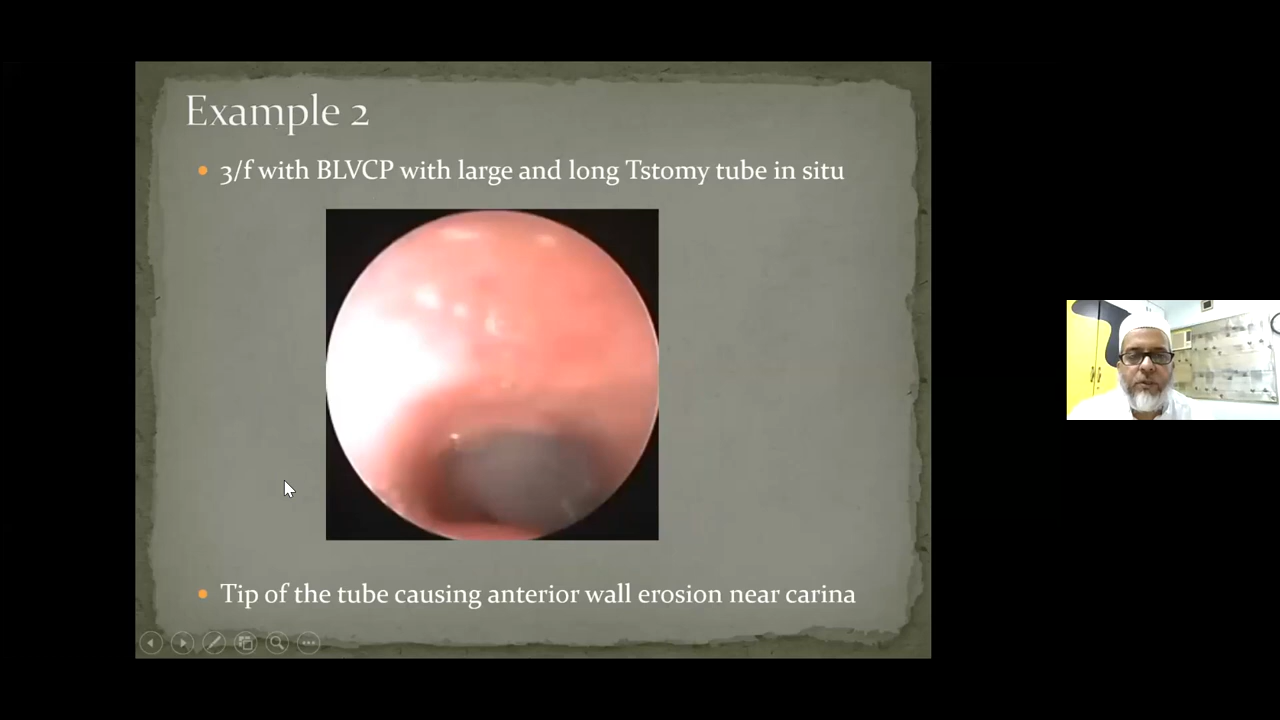 Example 2
3/f with BLVCP with large and long Tstomy tube in situ
Tip of the tube causing anterior wall erosion near carina